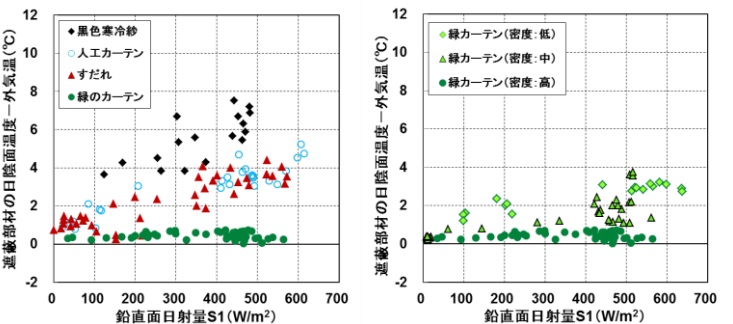 遮蔽部材の日陰面温度－外気温(℃)
12
10
8
6
4
2
0
-2
黒色寒冷紗
人工カーテン
すだれ
緑のカーテン
0 100 200 300 400 500 600 700
鉛直面日射量S1(W/m²)
遮蔽部材の日陰面温度－外気温(℃)
12
10
8
6
4
2
0
-2
緑カーテン(密度：低)
緑カーテン(密度：中)
緑カーテン(密度：高)
0 100 200 300 400 500 600 700
鉛直面日射量S1(W/m²)